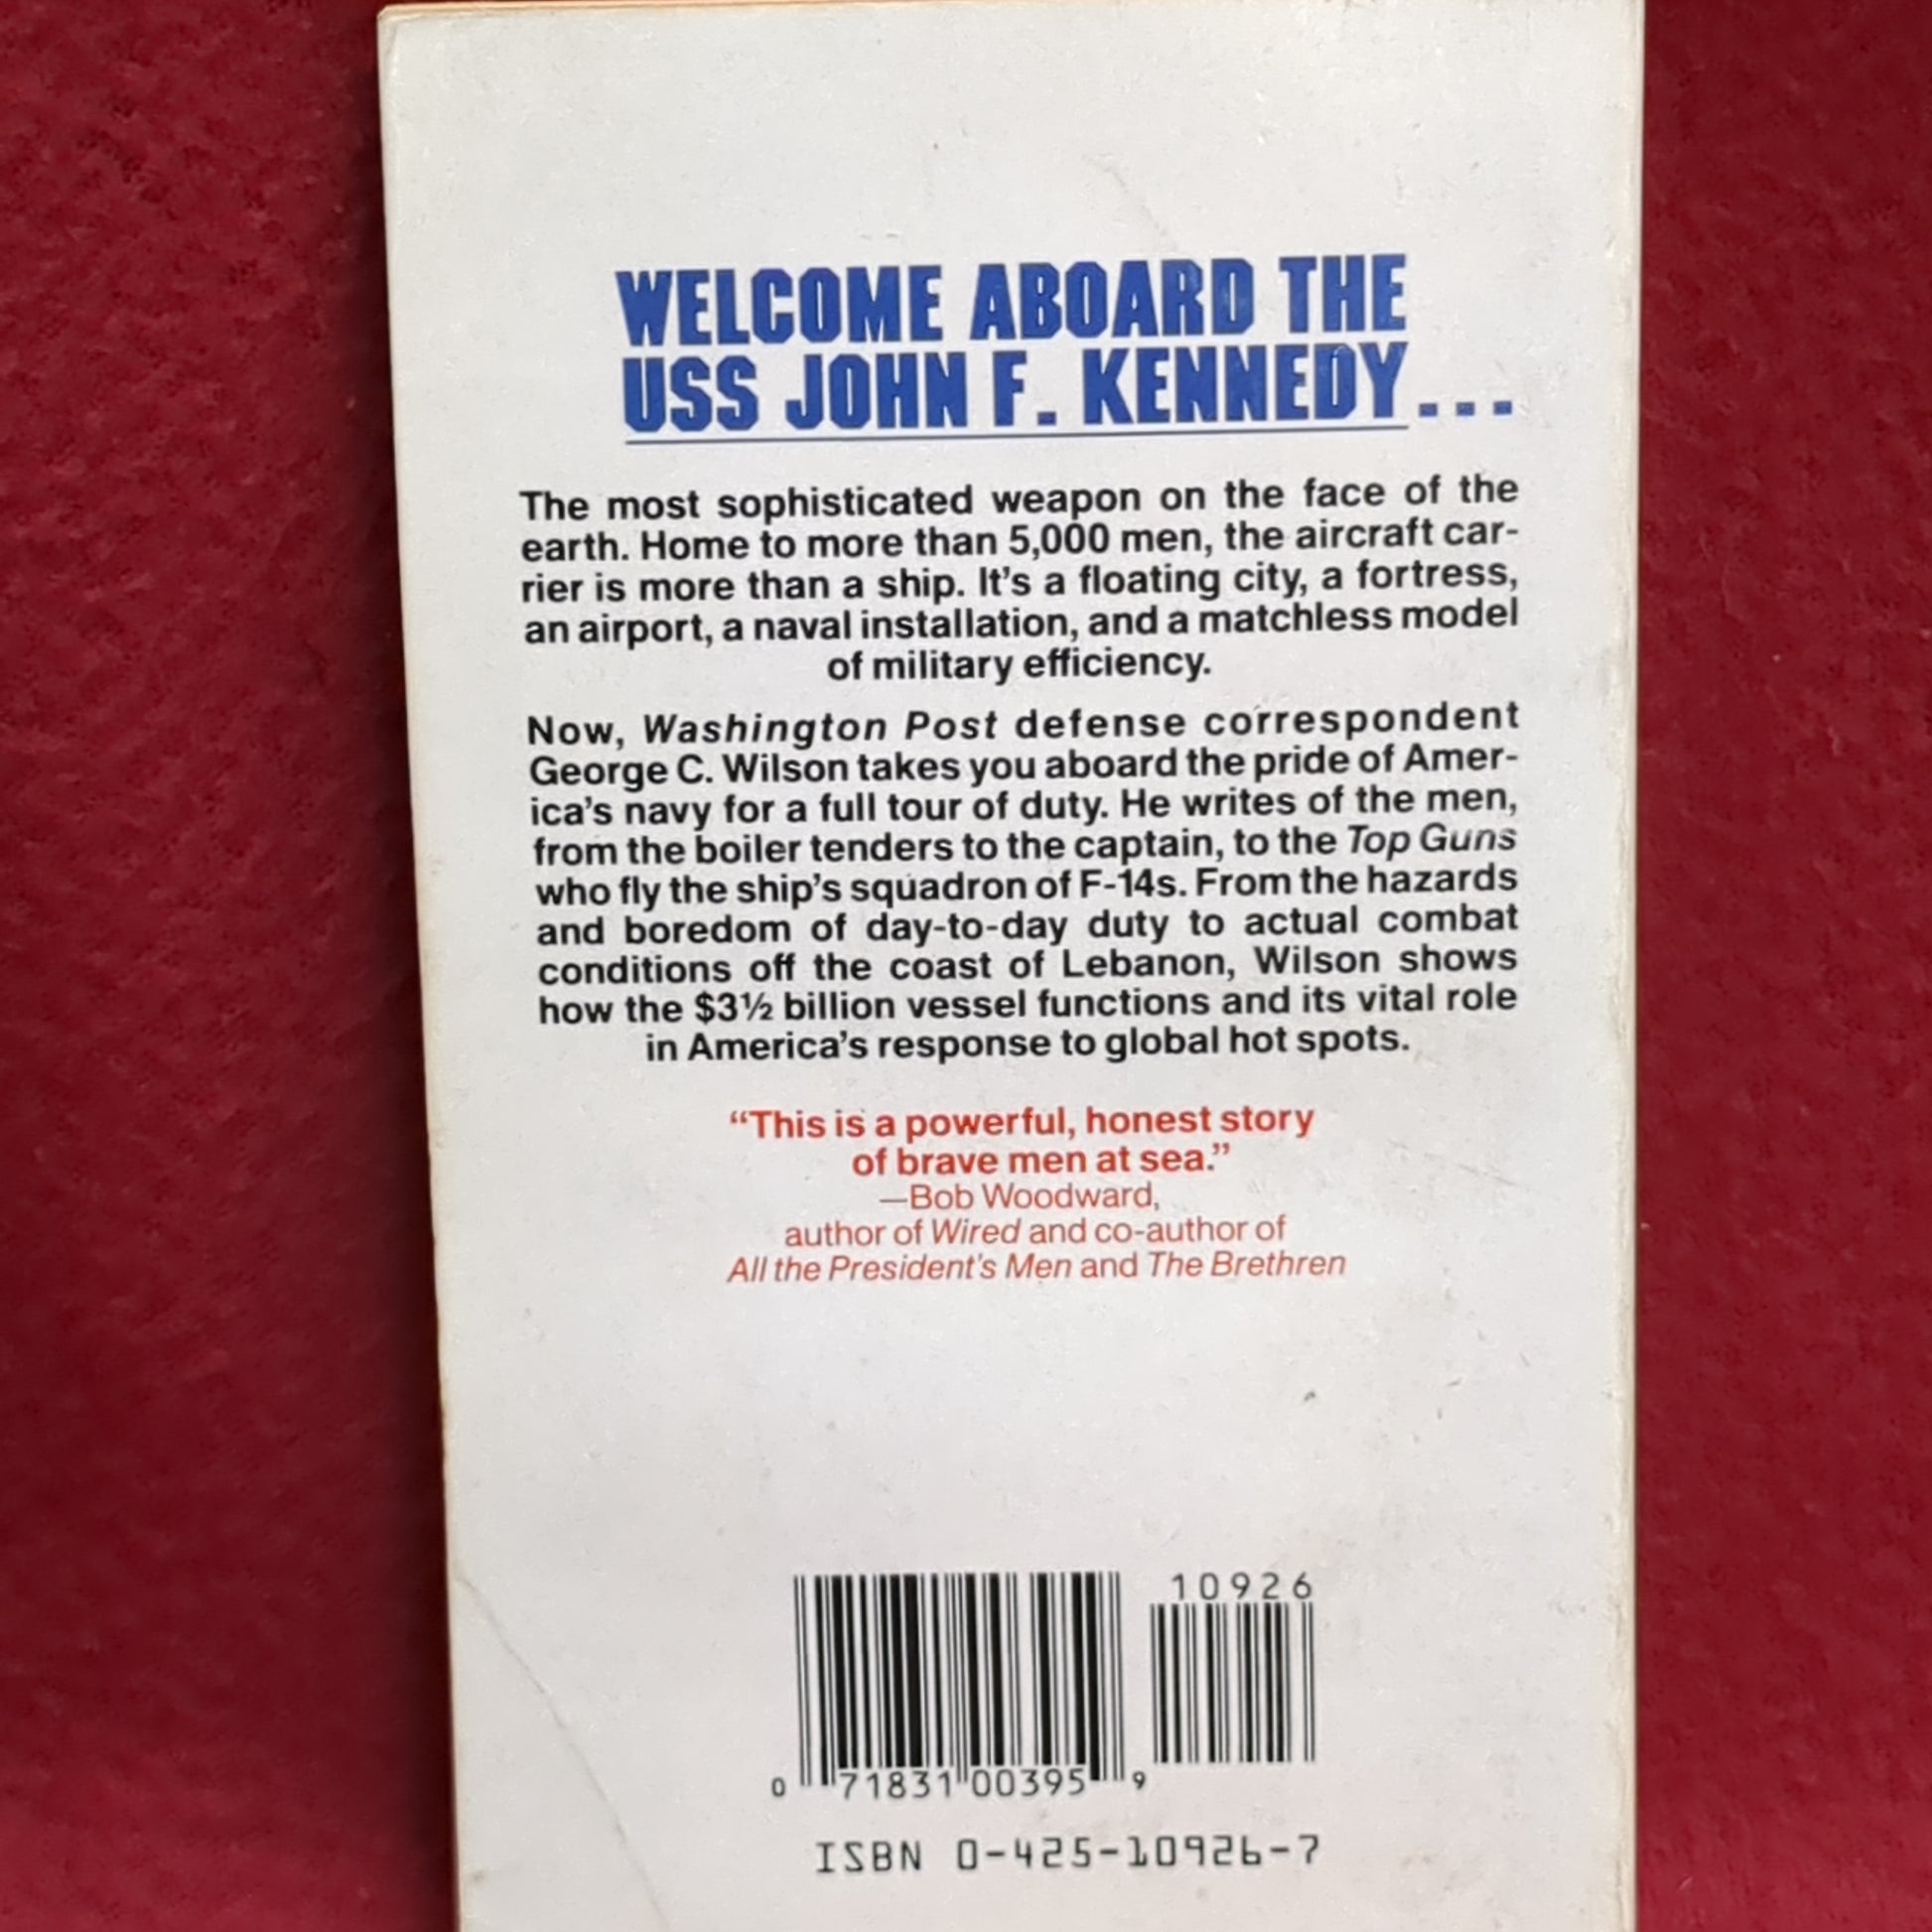 WELCOME ABOARD THE
USS JOHN F. KENNEDY...
The most sophisticated weapon on the face of the
earth. Home to more than 5,000 men, the aircraft car-
rier is more than a ship. It's a floating city, a fortress,
an airport, a naval installation, and a matchless model
of military efficiency.
Now, Washington Post defense correspondent
George C. Wilson takes you aboard the pride of Amer-
ica's navy for a full tour of duty. He writes of the men,
from the boiler tenders to the captain, to the Top Guns
who fly the ship's squadron of F-14s. From the hazards
and boredom of day-to-day duty to actual combat
conditions off the coast of Lebanon, Wilson shows
how the $3½ billion vessel functions and its vital role
in America's response to global hot spots.
“This is a powerful, honest story
of brave men at sea.”
—Bob Woodward,
author of Wired and co-author of
All the President's Men and The Brethren
10926
0 71831 00395 9
ISBN 0-425-10926-7